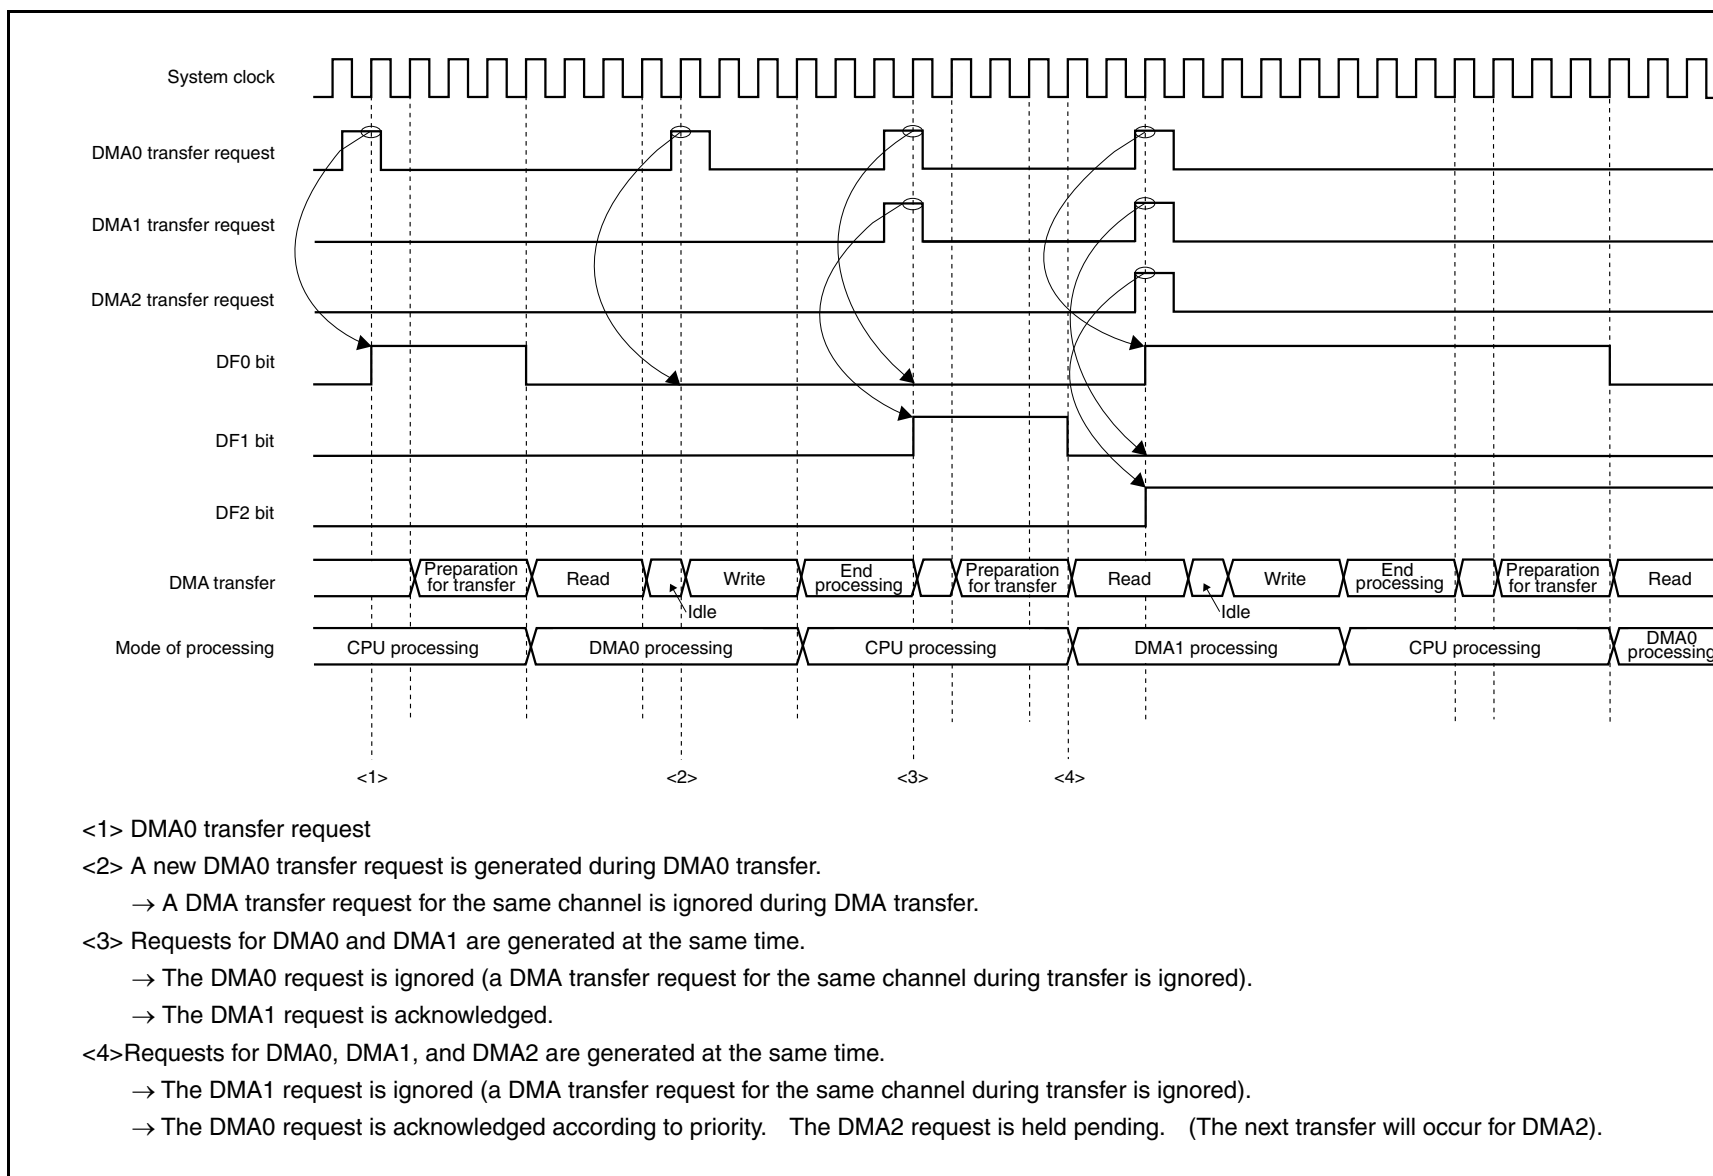 System clock
DMA0 transfer request
DMA1 transfer request
DMA2 transfer request
DF0 bit
DF1 bit
DF2 bit
DMA transfer
Preparation
for transfer
Read
Write
End
processing
Preparation
for transfer
Read
Write
End
processing
Preparation
for transfer
Read
Idle
Idle
Mode of processing
CPU processing
DMA0 processing
CPU processing
DMA1 processing
CPU processing
DMA0
processing
<1>
<2>
<3>
<4>
<1> DMA0 transfer request
<2> A new DMA0 transfer request is generated during DMA0 transfer.
→ A DMA transfer request for the same channel is ignored during DMA transfer.
<3> Requests for DMA0 and DMA1 are generated at the same time.
→ The DMA0 request is ignored (a DMA transfer request for the same channel during transfer is ignored).
→ The DMA1 request is acknowledged.
<4>Requests for DMA0, DMA1, and DMA2 are generated at the same time.
→ The DMA1 request is ignored (a DMA transfer request for the same channel during transfer is ignored).
→ The DMA0 request is acknowledged according to priority. The DMA2 request is held pending. (The next transfer will occur for DMA2).